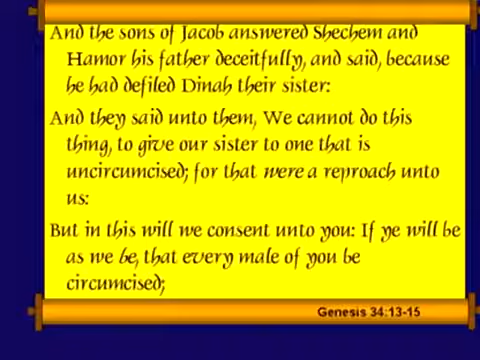 And the sons of Jacob answered Shechem and
Hamor his father deceitfully, and said, because
he had defiled Dinah their sister:
And they said unto them, We cannot do this
thing, to give our sister to one that is
uncircumcised; for that were a reproach unto
us:
But in this will we consent unto you: If ye will be
as we be, that every male of you be
circumcised;
Genesis 34:13-15